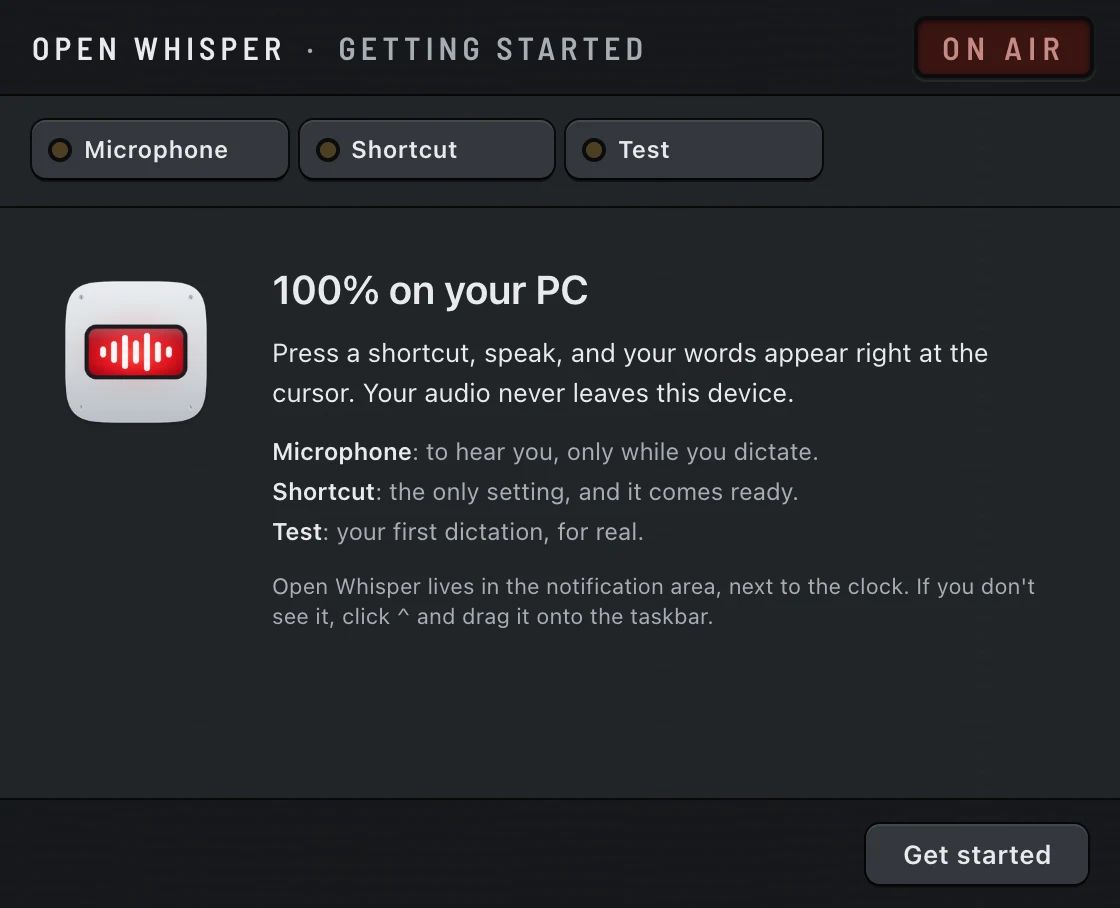 OPEN WHISPER · GETTING STARTED
ON AIR
Microphone
Shortcut
Test
100% on your PC
Press a shortcut, speak, and your words appear right at the
cursor. Your audio never leaves this device.
Microphone: to hear you, only while you dictate.
Shortcut: the only setting, and it comes ready.
Test: your first dictation, for real.
Open Whisper lives in the notification area, next to the clock. If you don't
see it, click ^ and drag it onto the taskbar.
Get started